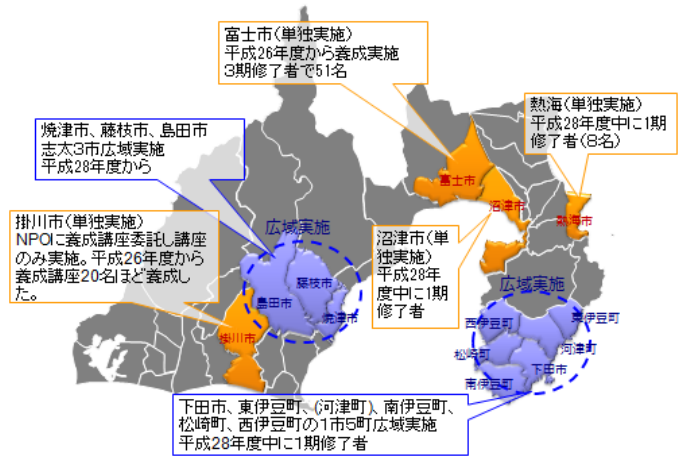 富士市(単独実施)
平成26年度から養成実施
3期修了者で51名
熱海(単独実施)
平成28年度中に1期
修了者(8名)
焼津市、藤枝市、島田市
志太3市広域実施
平成28年度から
掛川市(単独実施)
NPOに養成講座委託し講座
のみ実施。平成26年度から
養成講座20名ほど養成し
た。
沼津市(単
独実施)
平成28年
度中に1期
修了者
富士市
沼津市
熱海市
広域実施
藤枝市
島田市
焼津市
掛川市
広域実施
東伊豆町
西伊豆町
河津町
松崎町
下田市
南伊豆町
下田市、東伊豆町、(河津町)、南伊豆町、
松崎町、西伊豆町の1市5町広域実施
平成28年度中に1期修了者